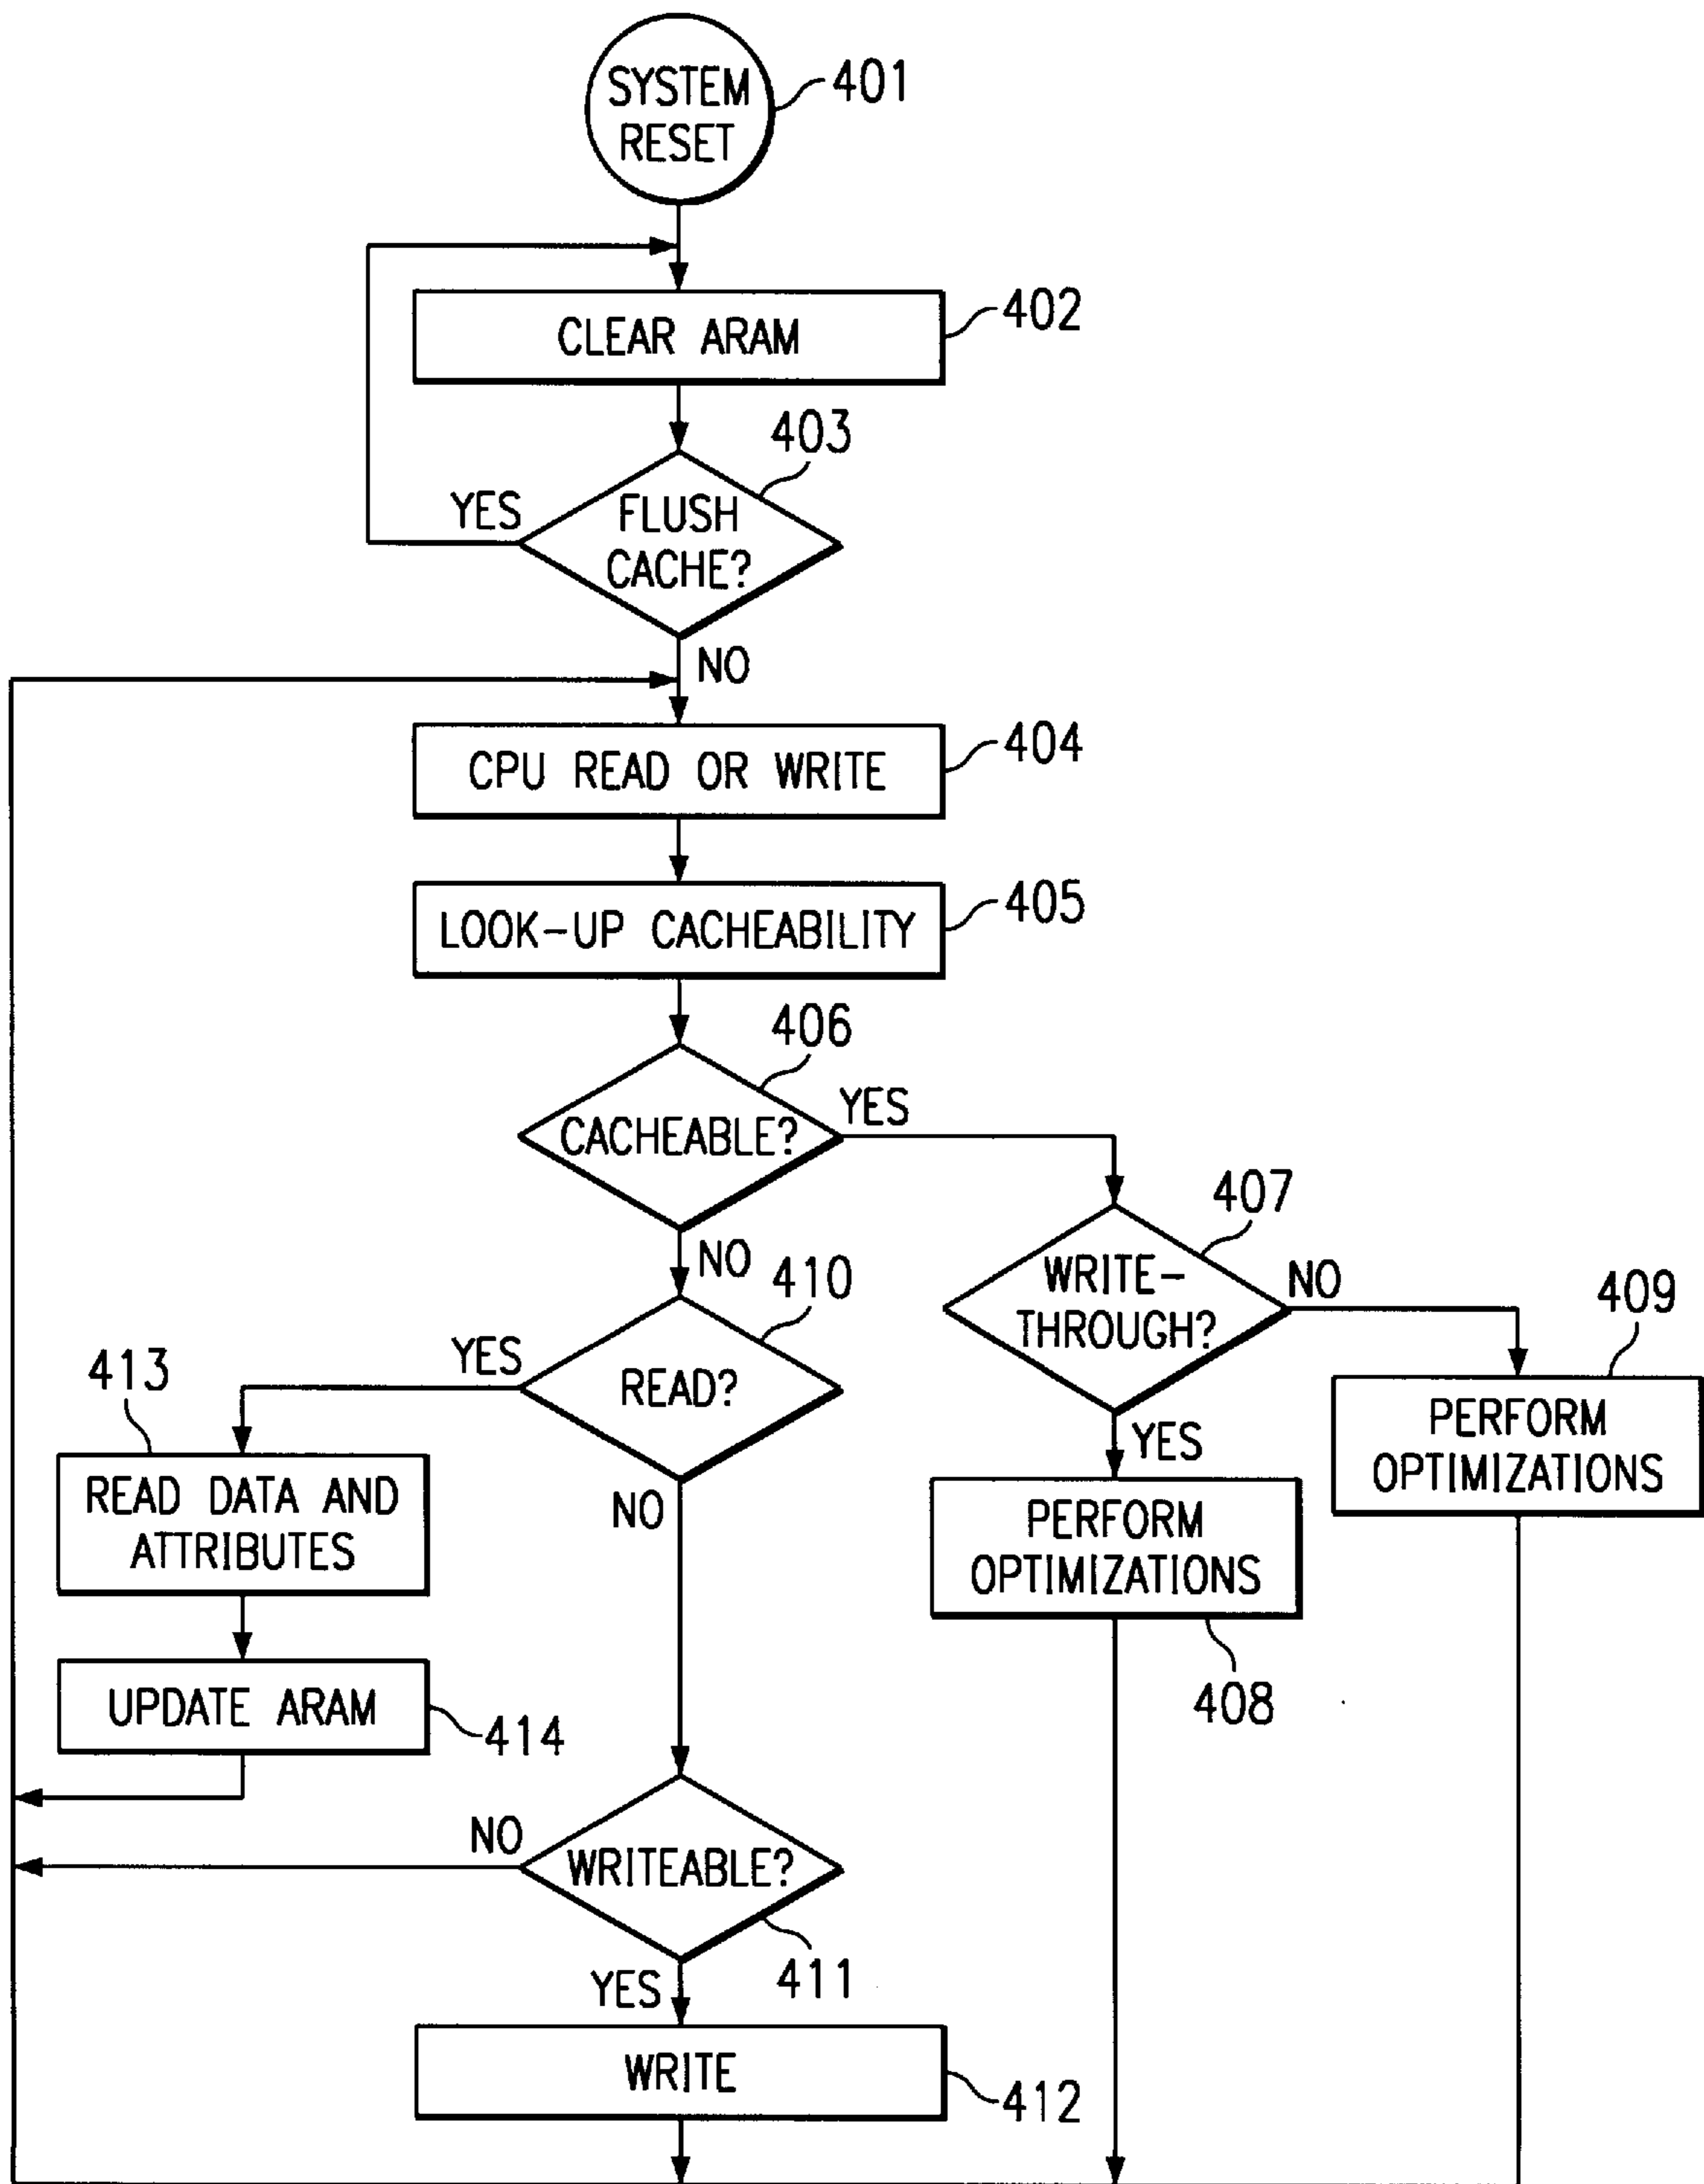 SYSTEM
RESET
401
CLEAR ARAM
402
403
YES
FLUSH
CACHE?
NO
CPU READ OR WRITE
404
LOOK-UP CACHEABILITY
405
406
CACHEABLE?
YES
407
NO
410
WRITE-
THROUGH?
NO
409
413
YES
READ?
YES
PERFORM
OPTIMIZATIONS
READ DATA AND
ATTRIBUTES
NO
PERFORM
OPTIMIZATIONS
408
UPDATE ARAM
414
NO
WRITEABLE?
411
YES
WRITE
412